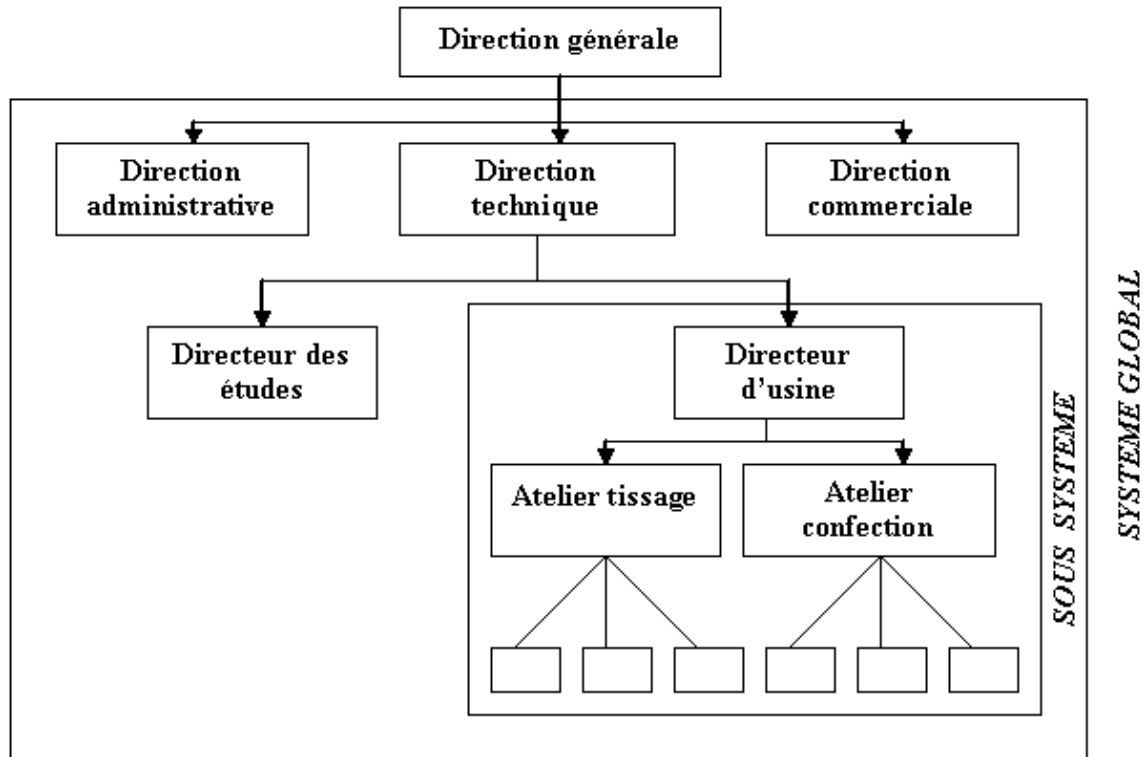 Direction générale
Direction
administrative
Direction
technique
Direction
commerciale
Directeur des
études
Directeur
d'usine
Atelier tissage
Atelier
confection
SOUS SYSTEME
SYSTEME GLOBAL